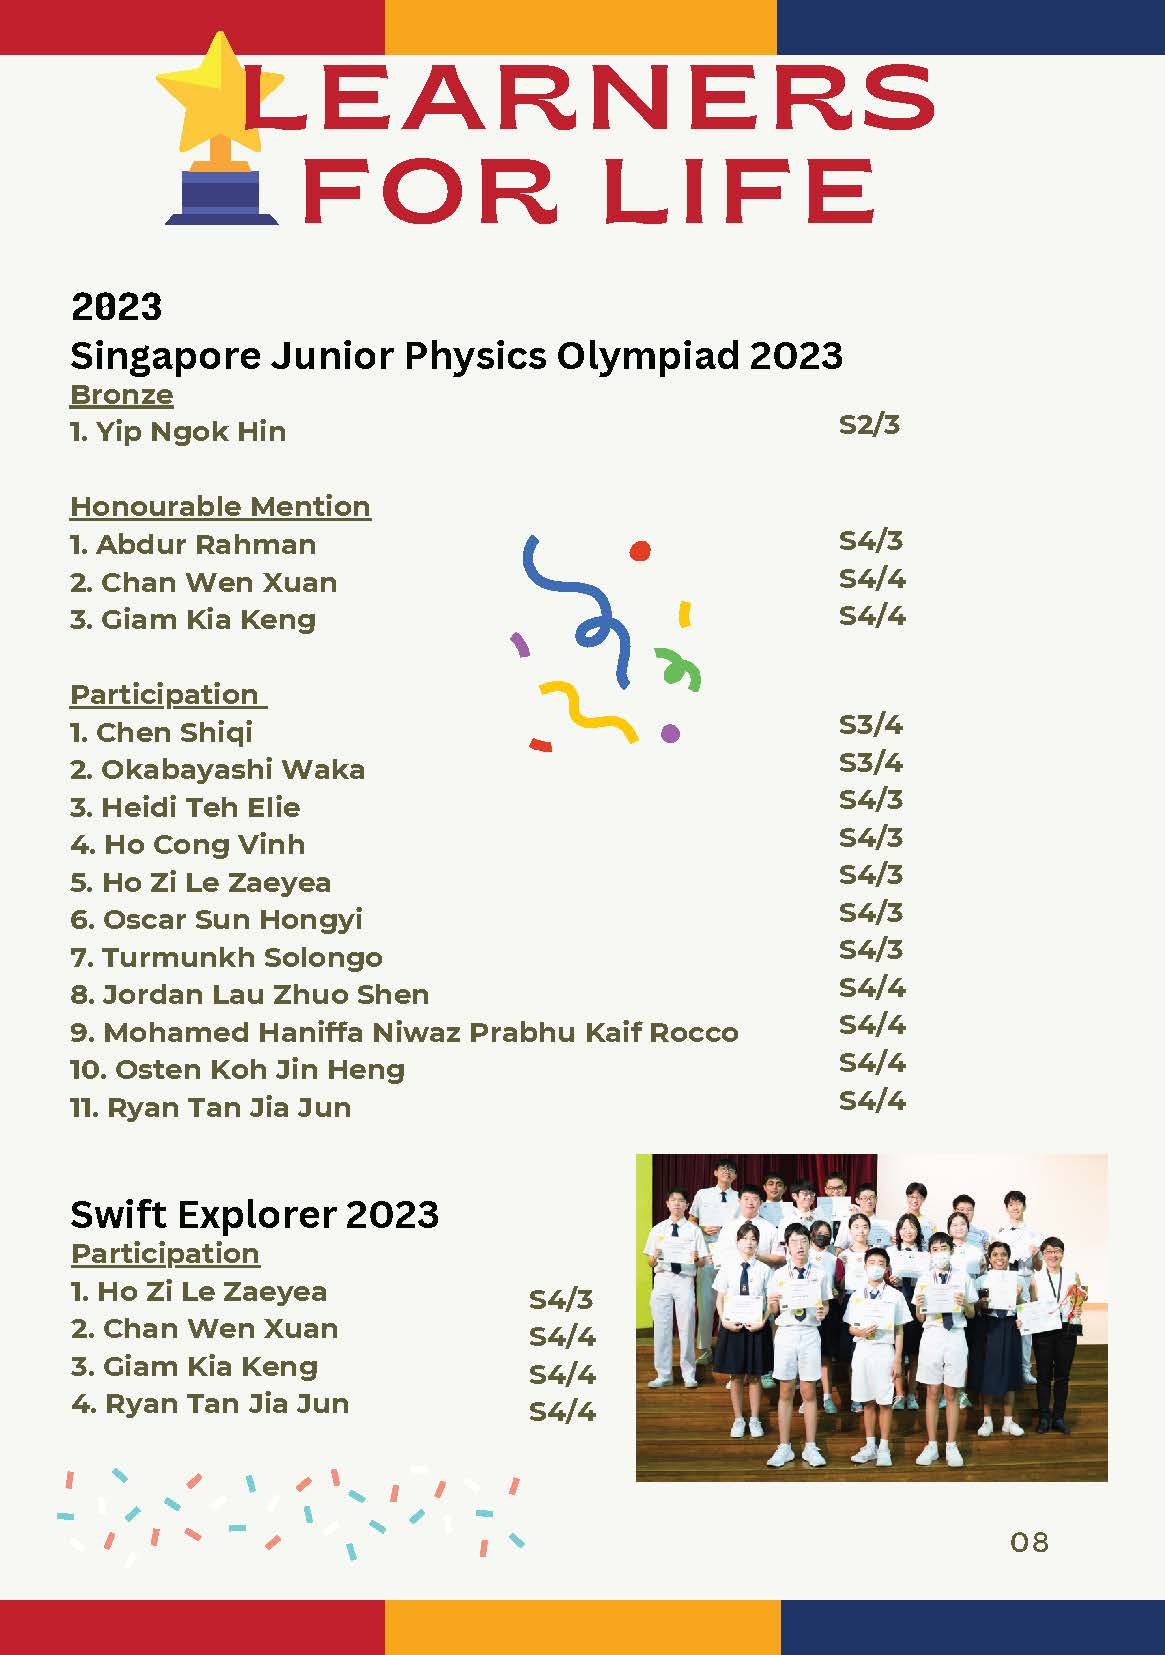 LEARNERS
FOR LIFE
2023
Singapore Junior Physics Olympiad 2023
Bronze
1. Yip Ngok Hin S2/3
Honourable Mention
1. Abdur Rahman S4/3
2. Chan Wen Xuan S4/4
3. Giam Kia Keng S4/4
Participation
1. Chen Shiqi S3/4
2. Okabayashi Waka S3/4
3. Heidi Teh Elie S4/3
4. Ho Cong Vinh S4/3
5. Ho Zi Le Zaeyea S4/3
6. Oscar Sun Hongyi S4/3
7. Turmunkh Solongo S4/3
8. Jordan Lau Zhuo Shen S4/4
9. Mohamed Haniffa Niwaz Prabhu Kaif Rocco S4/4
10. Osten Koh Jin Heng S4/4
11. Ryan Tan Jia Jun S4/4
Swift Explorer 2023
Participation
1. Ho Zi Le Zaeyea S4/3
2. Chan Wen Xuan S4/4
3. Giam Kia Keng S4/4
4. Ryan Tan Jia Jun S4/4
08